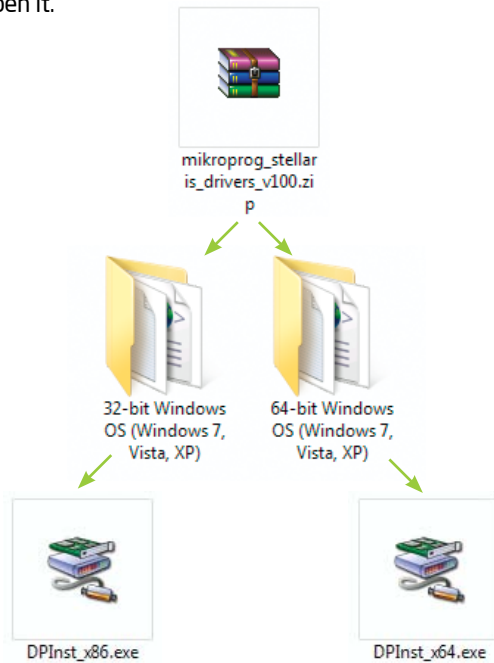 it.
mikroprog_stellar
is_drivers_v100.zi
p
32-bit Windows
OS (Windows 7,
Vista, XP)
64-bit Windows
OS (Windows 7,
Vista, XP)
DPInst_x86.exe
DPInst_x64.exe